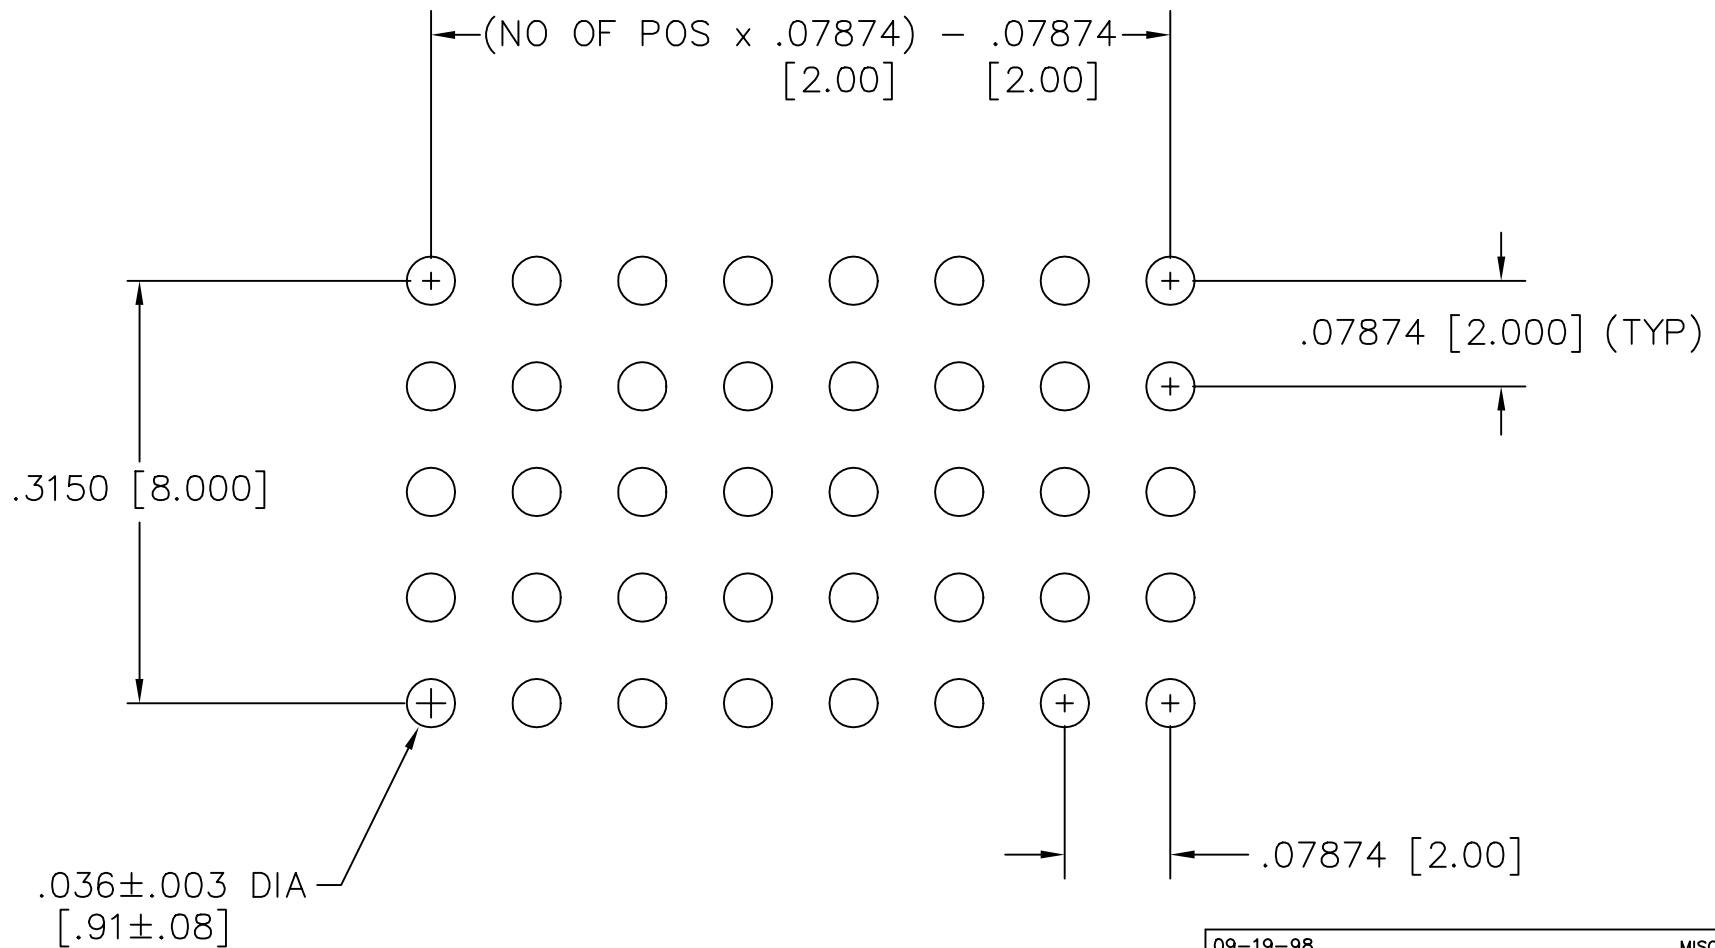 (NO OF POS x .07874) - .07874
[2.00] [2.00]
.07874 [2.000] (TYP)
.3150 [8.000]
.07874 [2.00]
.036±.003 DIA
[.91±.08]
09-19-98 MISC